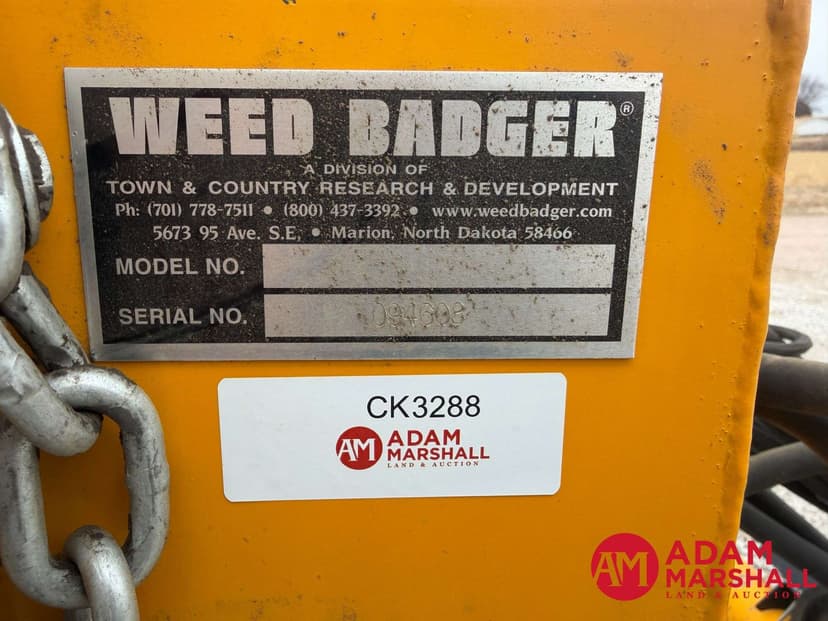 WEED BADGER®
A DIVISION OF
TOWN & COUNTRY RESEARCH & DEVELOPMENT
Ph: (701) 778-7511 • (800) 437-3392 • www.weedbadger.com
5673 95 Ave. S.E. • Marion, North Dakota 58466
MODEL NO.
SERIAL NO. 094608
CK3288
AM ADAM
MARSHALL
LAND & AUCTION
AM ADAM
MARSHALL
LAND & AUCTION